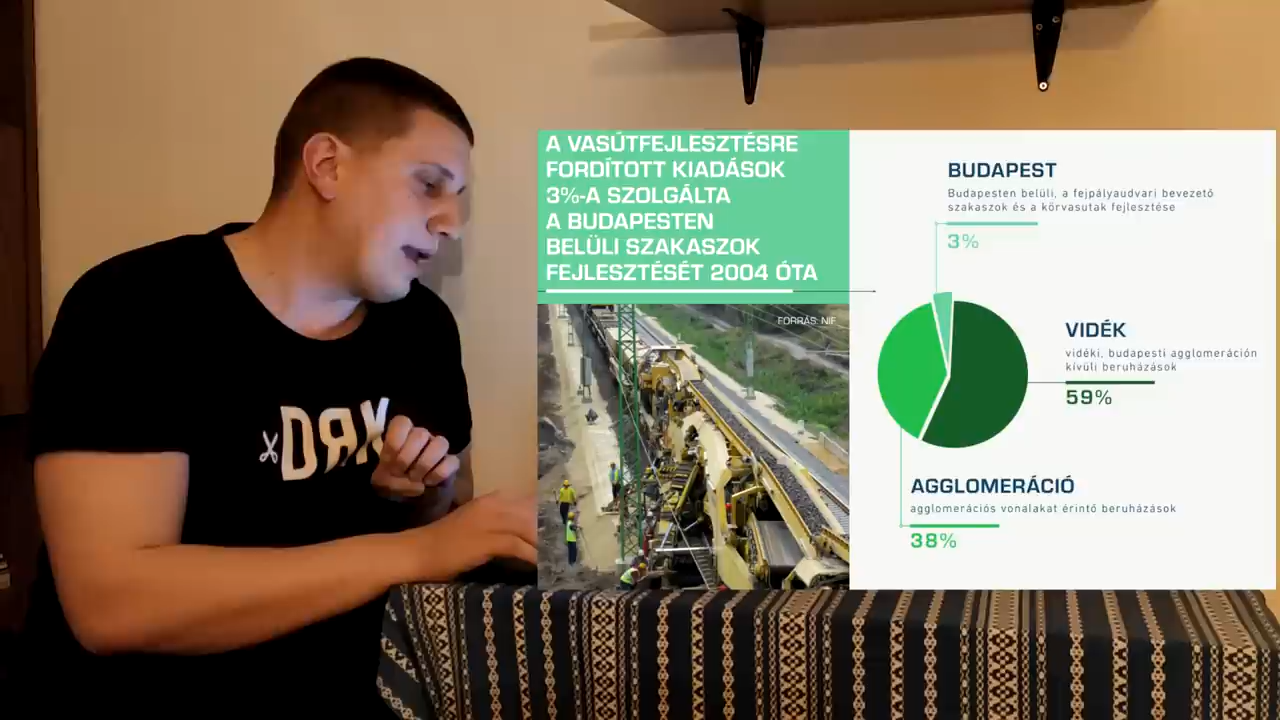 A VASÚTFEJLESZTÉSRE
FORDÍTOTT KIADÁSOK
3%-A SZOLGÁLTA
A BUDAPESTEN
BELÜLI SZAKASZOK
FEJLESZTÉSÉT 2004 ÓTA
FORRÁS: NIF
BUDAPEST
Budapesten belüli, a fejpályaudvari bevezető
szakaszok és a körvasutak fejlesztése
3%
VIDÉK
vidéki, budapesti agglomeráción
kívüli beruházások
59%
AGGLOMERÁCIÓ
agglomerációs vonalakat érintő beruházások
38%
DЯK